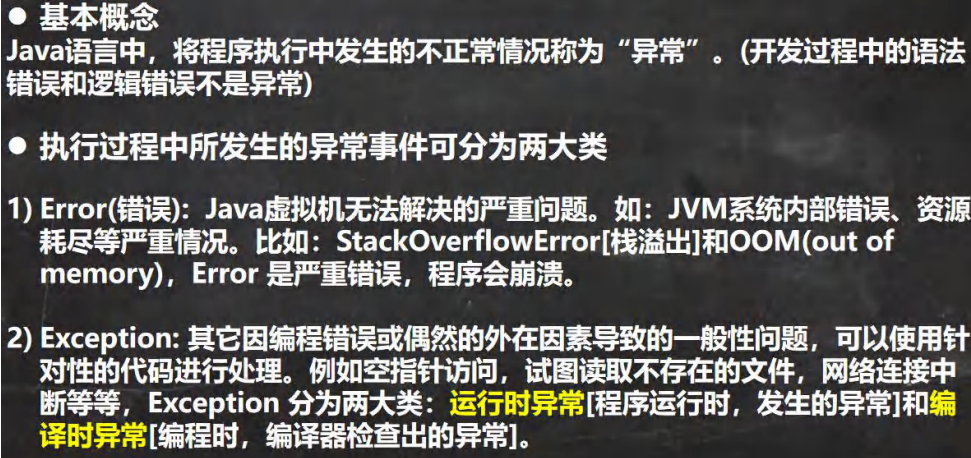 ● 基本概念
Java语言中，将程序执行中发生的不正常情况称为“异常”。(开发过程中的语法
错误和逻辑错误不是异常)
● 执行过程中所发生的异常事件可分为两大类
1) Error(错误)：Java虚拟机无法解决的严重问题。如：JVM系统内部错误、资源
耗尽等严重情况。比如：StackOverflowError[栈溢出]和OOM(out of
memory)，Error 是严重错误，程序会崩溃。
2) Exception: 其它因编程错误或偶然的外在因素导致的一般性问题，可以使用针
对性的代码进行处理。例如空指针访问，试图读取不存在的文件，网络连接中
断等等，Exception 分为两大类：运行时异常[程序运行时，发生的异常]和编
译时异常[编程时，编译器检查出的异常]。